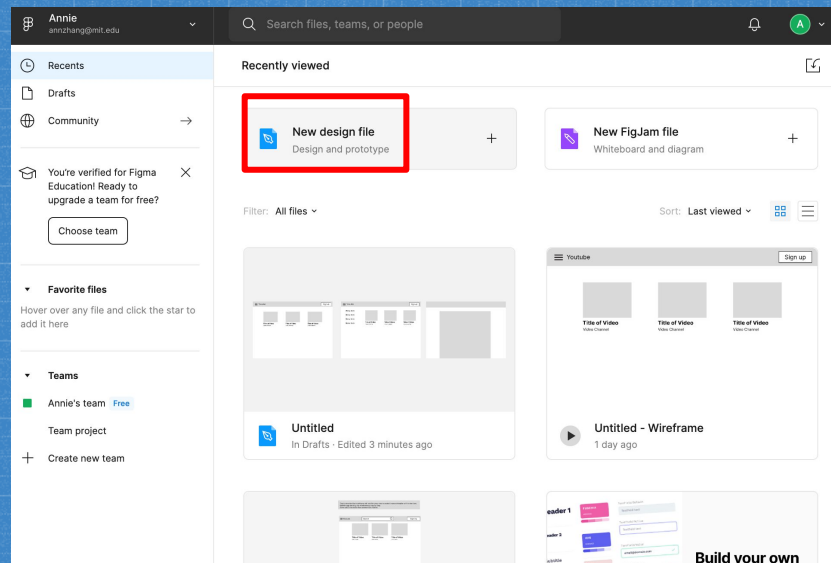 Annie
annzhang@mit.edu
Search files, teams, or people
A
Recents
Drafts
Community
You're verified for Figma
Education! Ready to
upgrade a team for free?
Choose team
Favorite files
Hover over any file and click the star to
add it here
Teams
Annie's team Free
Team project
Create new team
Recently viewed
New design file
Design and prototype
New FigJam file
Whiteboard and diagram
Filter: All files
Sort: Last viewed
Untitled
In Drafts · Edited 3 minutes ago
Youtube
Sign up
Title of Video
Video Channel
Title of Video
Video Channel
Title of Video
Video Channel
Untitled - Wireframe
1 day ago
eader 1
eader 2
Build your own